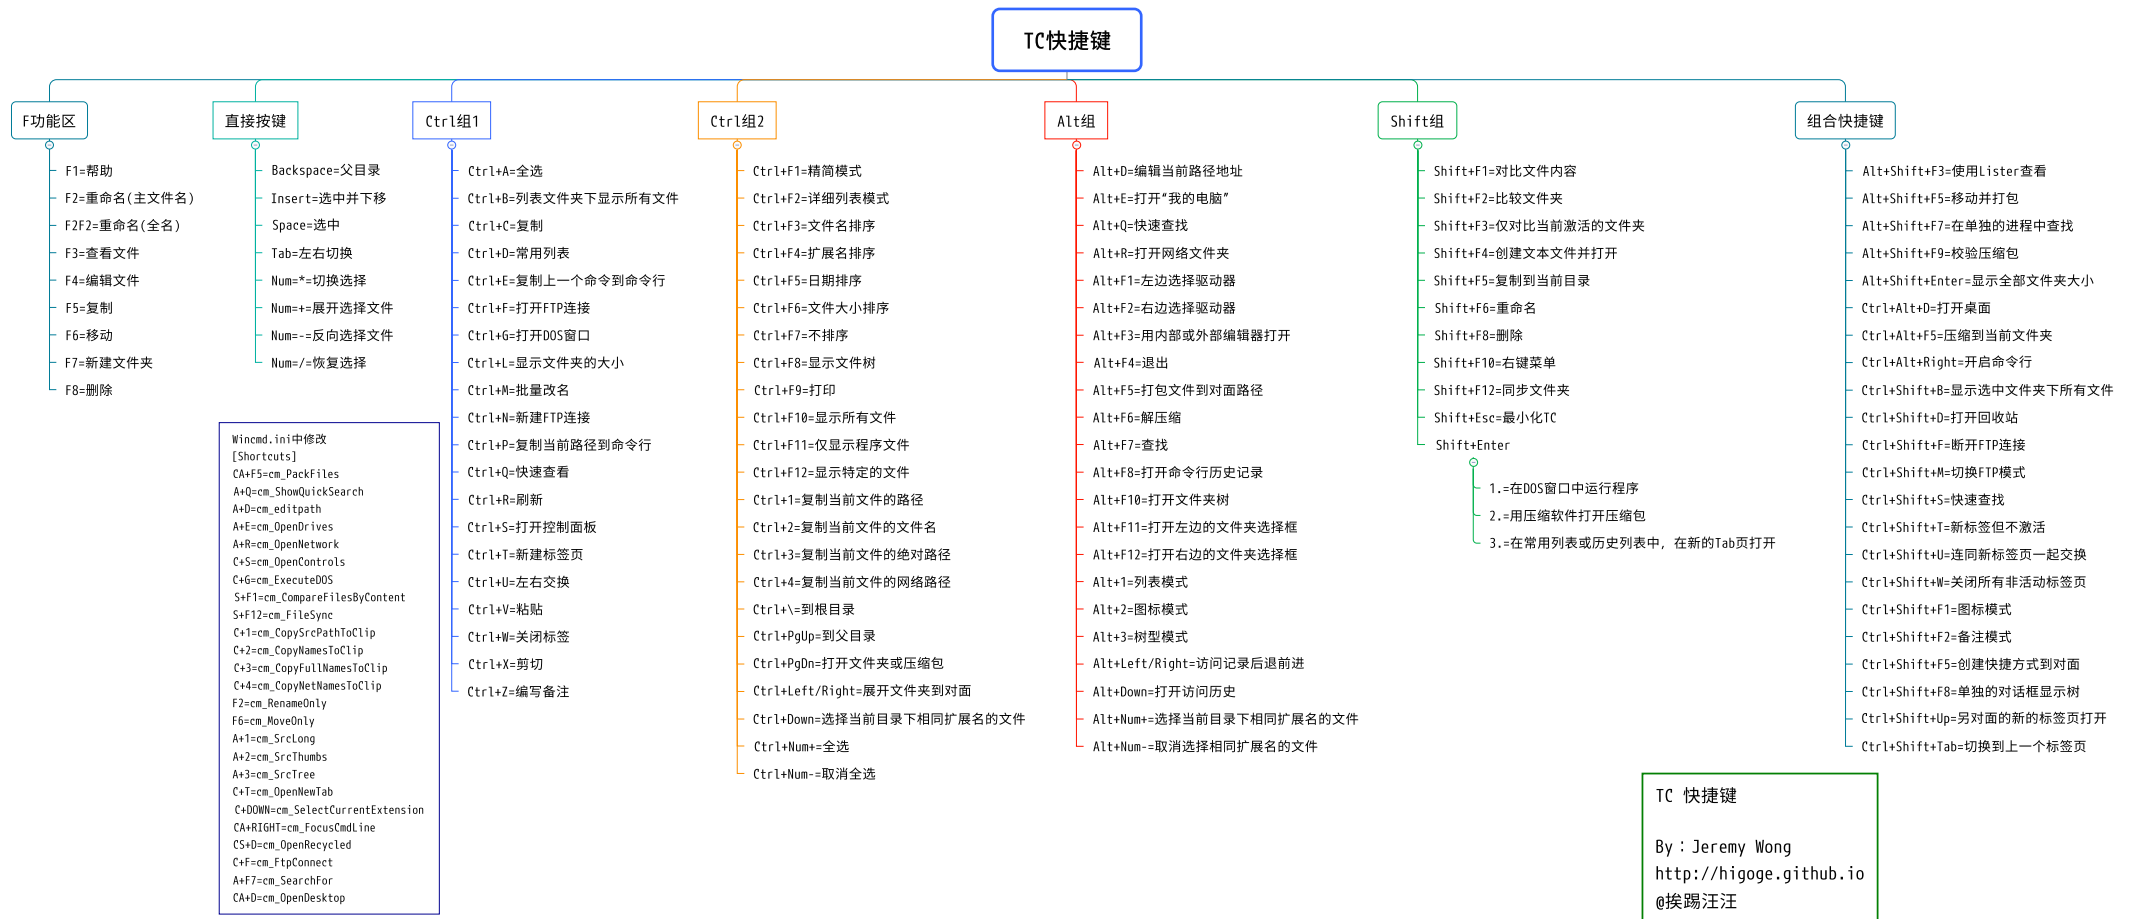 TC快捷键
F功能区
F1=帮助
F2=重命名(主文件名)
F2F2=重命名(全名)
F3=查看文件
F4=编辑文件
F5=复制
F6=移动
F7=新建文件夹
F8=删除
直接按键
Backspace=父目录
Insert=选中并下移
Space=选中
Tab=左右切换
Num=*=切换选择
Num=+=展开选择文件
Num=-=反向选择文件
Num=/=恢复选择
Wincmd.ini中修改
[Shortcuts]
CA+F5=cm_PackFiles
A+Q=cm_ShowQuickSearch
A+D=cm_editpath
A+E=cm_OpenDrives
A+R=cm_OpenNetwork
C+S=cm_OpenControls
C+G=cm_ExecuteDOS
S+F1=cm_CompareFilesByContent
S+F12=cm_FileSync
C+1=cm_CopySrcPathToClip
C+2=cm_CopyNamesToClip
C+3=cm_CopyFullNamesToClip
C+4=cm_CopyNetNamesToClip
F2=cm_RenameOnly
F6=cm_MoveOnly
A+1=cm_SrcLong
A+2=cm_SrcThumbs
A+3=cm_SrcTree
C+T=cm_OpenNewTab
C+DOWN=cm_SelectCurrentExtension
CA+RIGHT=cm_FocusCmdLine
CS+D=cm_OpenRecycled
C+F=cm_FtpConnect
A+F7=cm_SearchFor
CA+D=cm_OpenDesktop
Ctrl组1
Ctrl+A=全选
Ctrl+B=列表文件夹下显示所有文件
Ctrl+C=复制
Ctrl+D=常用列表
Ctrl+E=复制上一个命令到命令行
Ctrl+F=打开FTP连接
Ctrl+G=打开DOS窗口
Ctrl+L=显示文件夹的大小
Ctrl+M=批量改名
Ctrl+N=新建FTP连接
Ctrl+P=复制当前路径到命令行
Ctrl+Q=快速查看
Ctrl+R=刷新
Ctrl+S=打开控制面板
Ctrl+T=新建标签页
Ctrl+U=左右交换
Ctrl+V=粘贴
Ctrl+W=关闭标签
Ctrl+X=剪切
Ctrl+Z=编写备注
Ctrl组2
Ctrl+F1=精简模式
Ctrl+F2=详细列表模式
Ctrl+F3=文件名排序
Ctrl+F4=扩展名排序
Ctrl+F5=日期排序
Ctrl+F6=文件大小排序
Ctrl+F7=不排序
Ctrl+F8=显示文件树
Ctrl+F9=打印
Ctrl+F10=显示所有文件
Ctrl+F11=仅显示程序文件
Ctrl+F12=显示特定的文件
Ctrl+1=复制当前文件的路径
Ctrl+2=复制当前文件的文件名
Ctrl+3=复制当前文件的绝对路径
Ctrl+4=复制当前文件的网络路径
Ctrl+\=到根目录
Ctrl+PgUp=到父目录
Ctrl+PgDn=打开文件夹或压缩包
Ctrl+Left/Right=展开文件夹到对面
Ctrl+Down=选择当前目录下相同扩展名的文件
Ctrl+Num+=全选
Ctrl+Num-=取消全选
Alt组
Alt+D=编辑当前路径地址
Alt+E=打开“我的电脑”
Alt+Q=快速查找
Alt+R=打开网络文件夹
Alt+F1=左边选择驱动器
Alt+F2=右边选择驱动器
Alt+F3=用内部或外部编辑器打开
Alt+F4=退出
Alt+F5=打包文件到对面路径
Alt+F6=解压缩
Alt+F7=查找
Alt+F8=打开命令行历史记录
Alt+F10=打开文件夹树
Alt+F11=打开左边的文件夹选择框
Alt+F12=打开右边的文件夹选择框
Alt+1=列表模式
Alt+2=图标模式
Alt+3=树型模式
Alt+Left/Right=访问记录后退前进
Alt+Down=打开访问历史
Alt+Num+=选择当前目录下相同扩展名的文件
Alt+Num-=取消选择相同扩展名的文件
Shift组
Shift+F1=对比文件内容
Shift+F2=比较文件夹
Shift+F3=仅对比当前激活的文件夹
Shift+F4=创建文本文件并打开
Shift+F5=复制到当前目录
Shift+F6=重命名
Shift+F8=删除
Shift+F10=右键菜单
Shift+F12=同步文件夹
Shift+Esc=最小化TC
Shift+Enter
1.=在DOS窗口中运行程序
2.=用压缩软件打开压缩包
3.=在常用列表或历史列表中, 在新的Tab页打开
组合快捷键
Alt+Shift+F3=使用Lister查看
Alt+Shift+F5=移动并打包
Alt+Shift+F7=在单独的进程中查找
Alt+Shift+F9=校验压缩包
Alt+Shift+Enter=显示全部文件夹大小
Ctrl+Alt+D=打开桌面
Ctrl+Alt+F5=压缩到当前文件夹
Ctrl+Alt+Right=开启命令行
Ctrl+Shift+B=显示选中文件夹下所有文件
Ctrl+Shift+D=打开回收站
Ctrl+Shift+F=断开FTP连接
Ctrl+Shift+M=切换FTP模式
Ctrl+Shift+S=快速查找
Ctrl+Shift+T=新标签但不激活
Ctrl+Shift+U=连同新标签页一起交换
Ctrl+Shift+W=关闭所有非活动标签页
Ctrl+Shift+F1=图标模式
Ctrl+Shift+F2=备注模式
Ctrl+Shift+F5=创建快捷方式到对面
Ctrl+Shift+F8=单独的对话框显示树
Ctrl+Shift+Up=另对面的新的标签页打开
Ctrl+Shift+Tab=切换到上一个标签页
TC 快捷键
By：Jeremy Wong
http://higoge.github.io
@挨踢汪汪